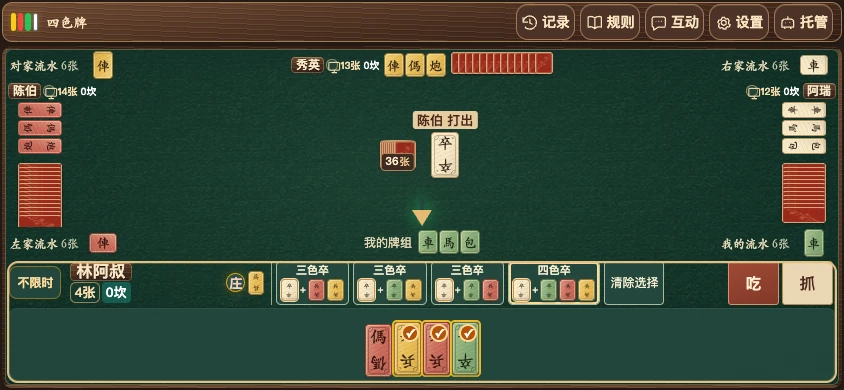 四色牌
记录
规则
互动
设置
托管
对家流水 6张
俥
秀英
13张 0坎
俥 傌 炮
右家流水 6张
車
陈伯
14张 0坎
12张 0坎
阿瑞
陈伯 打出
36张
卒
卒
左家流水 6张
俥
我的牌组
車 馬 包
我的流水 6张
車
不限时
林阿叔
4张 0坎
庄
三色卒
+
三色卒
+
三色卒
+
四色卒
+
清除选择
吃
抓
傌 兵 兵 卒